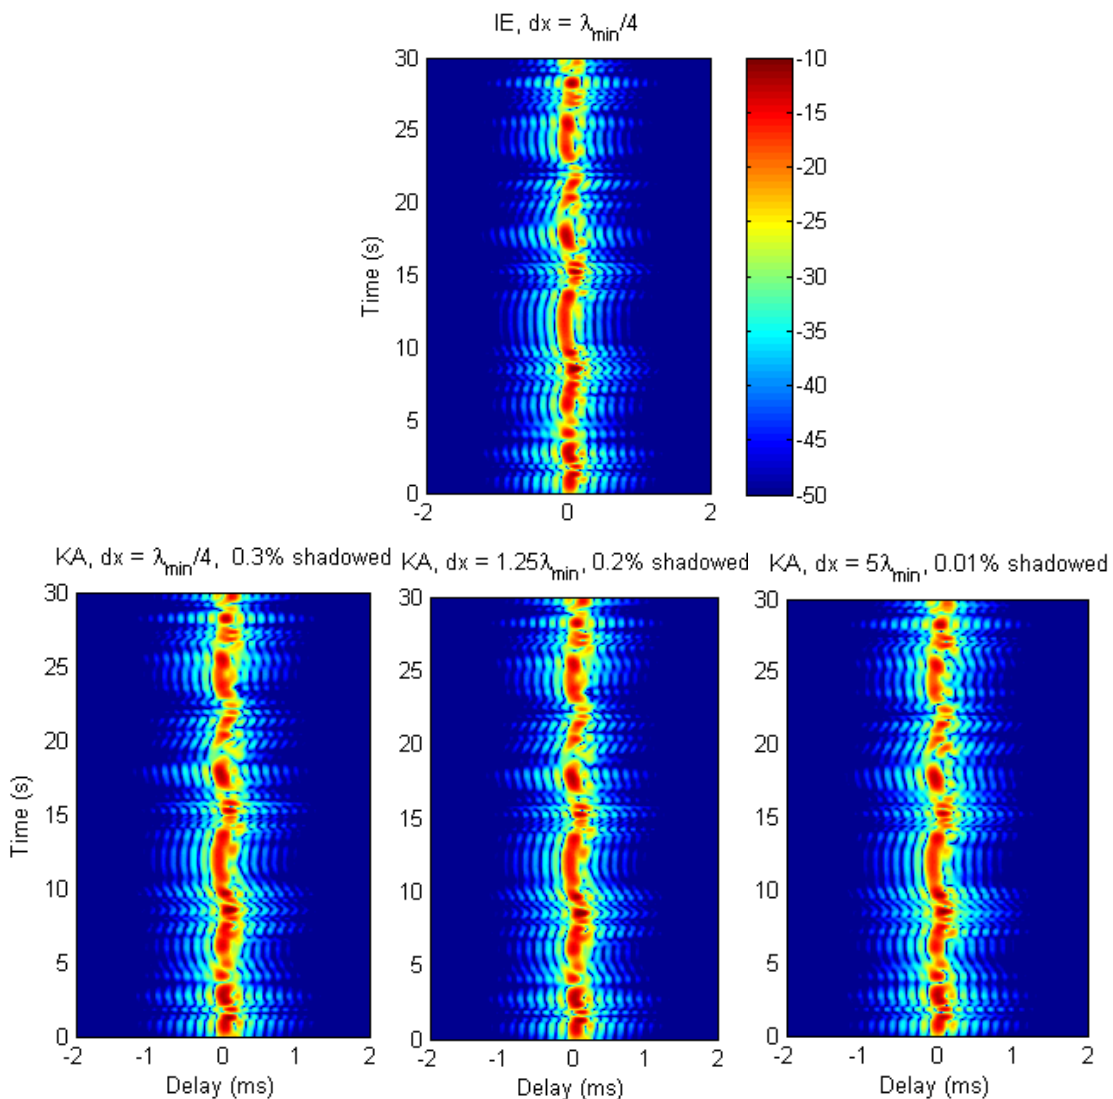 IE, dx = λmin/4
30
25
20
15
10
5
0
Time (s)
-2 0 2
-10
-15
-20
-25
-30
-35
-40
-45
-50
KA, dx = λmin/4, 0.3% shadowed
30
25
20
15
10
5
0
Time (s)
-2 -1 0 1 2
Delay (ms)
KA, dx = 1.25λmin, 0.2% shadowed
30
25
20
15
10
5
0
-2 -1 0 1 2
Delay (ms)
KA, dx = 5λmin, 0.01% shadowed
30
25
20
15
10
5
0
-2 -1 0 1 2
Delay (ms)